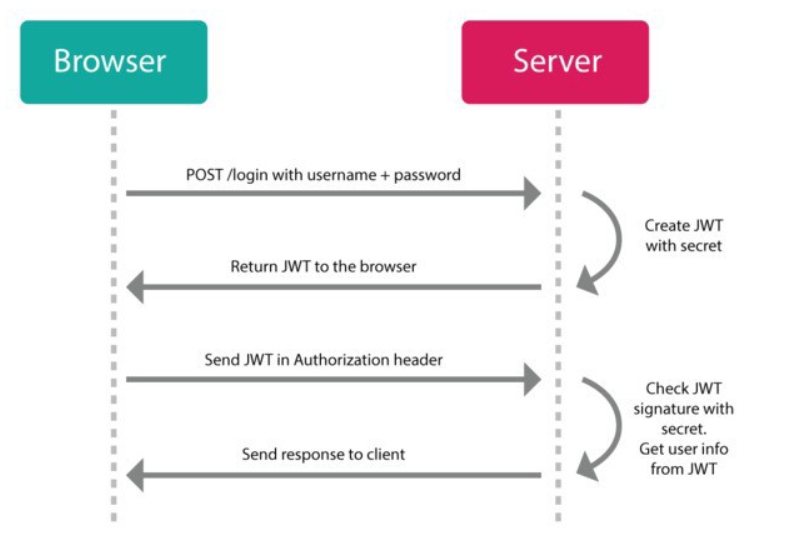 Browser
Server
POST /login with username + password
Create JWT
with secret
Return JWT to the browser
Send JWT in Authorization header
Check JWT
signature with
secret.
Get user info
from JWT
Send response to client